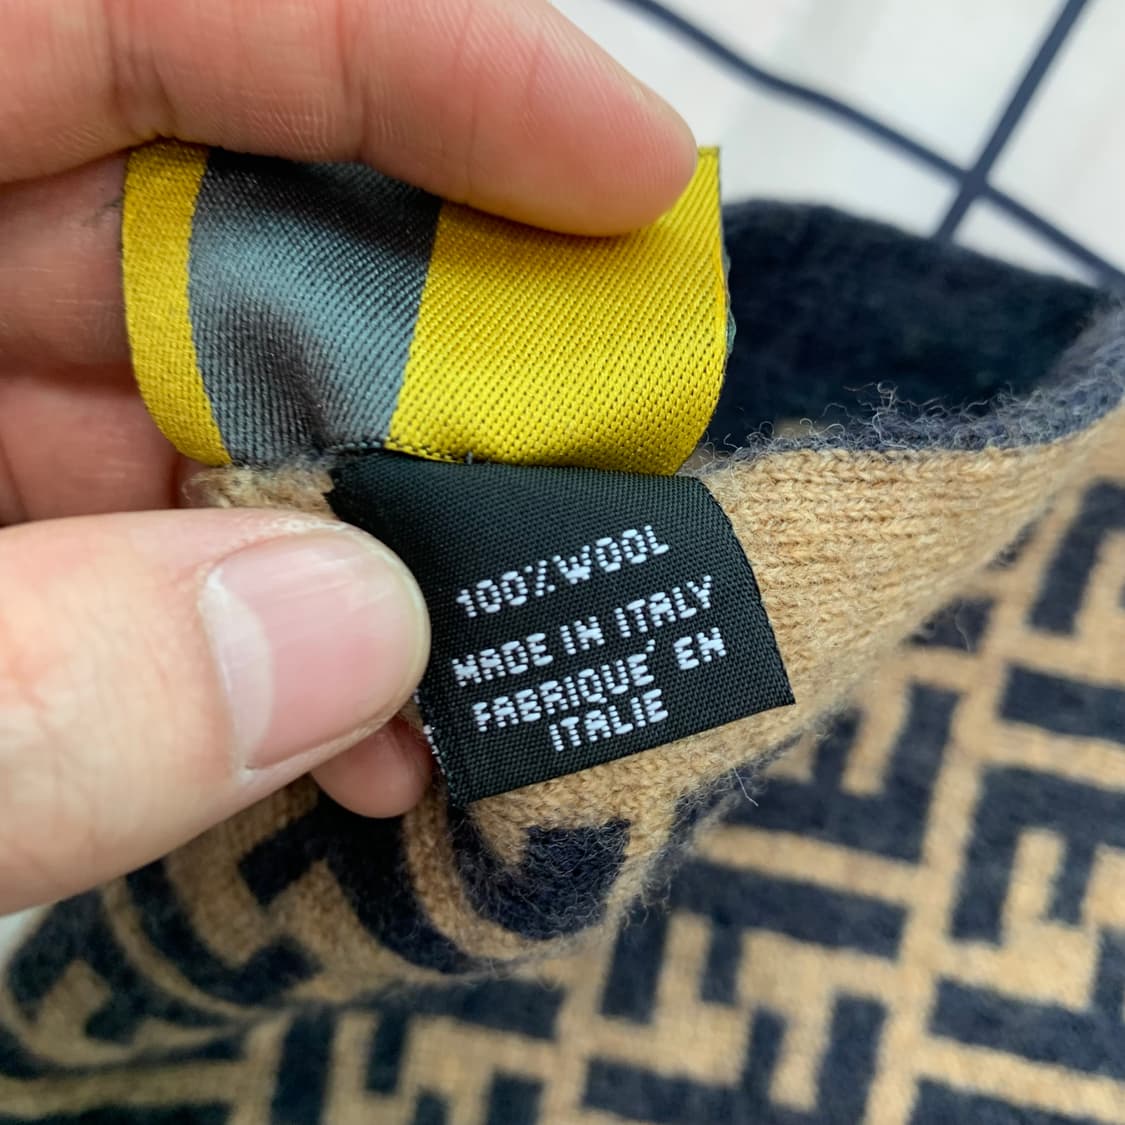 100% WOOL
MADE IN ITALY
FABRIQUE' EN
ITALIE